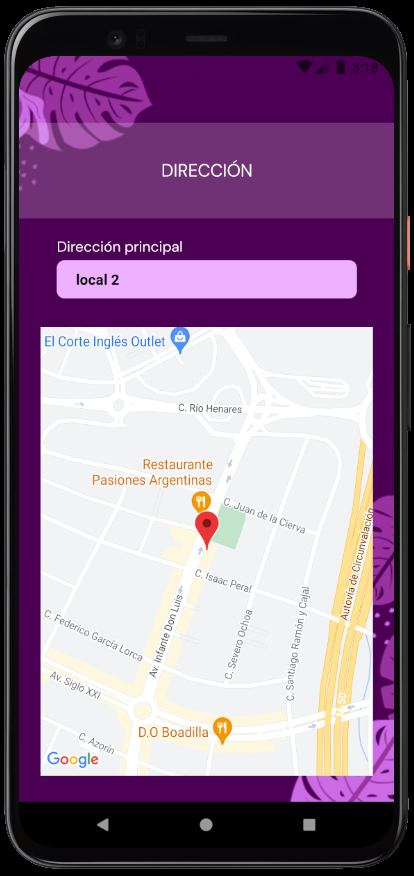 3:18
DIRECCIÓN
Dirección principal
local 2
El Corte Inglés Outlet
C. Río Henares
Restaurante
Pasiones Argentinas
C. Juan de la Cierva
C. Isaac Peral
Autovía de Circunvalación
Av. Infante Don Luis
C. Severo Ochoa
C. Santiago Ramón y Cajal
C. Federico García Lorca
Av. Siglo XXI
50
D.O Boadilla
C. Azorín
Google